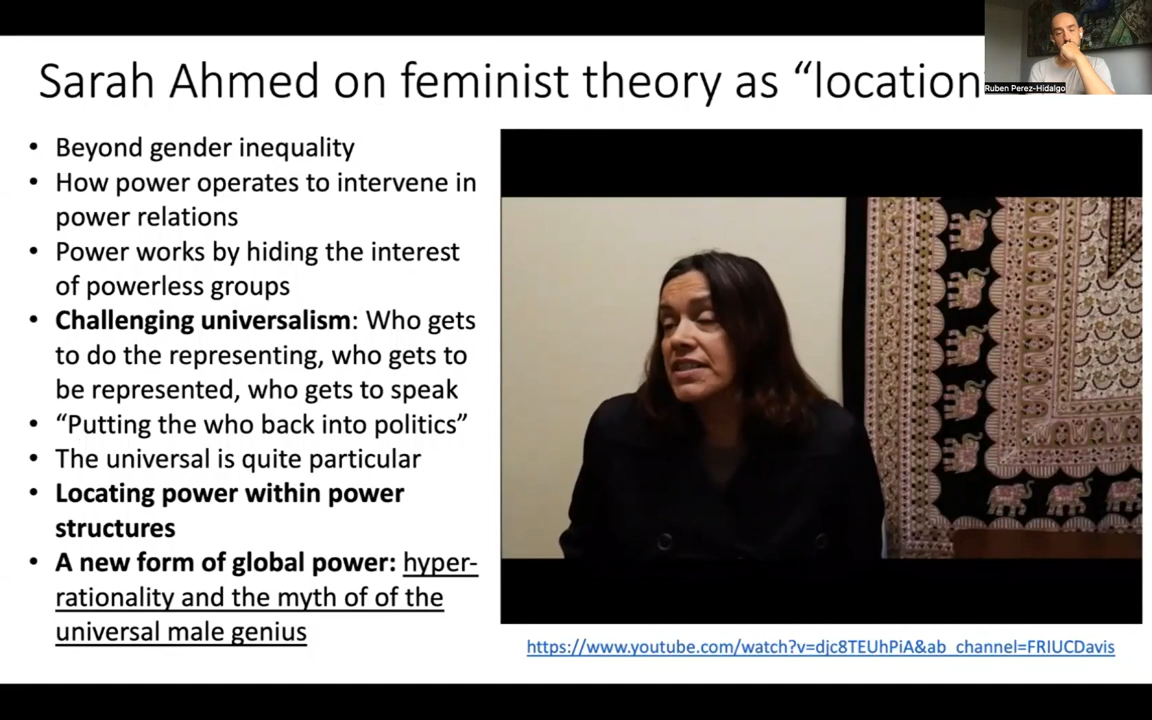 Sarah Ahmed on feminist theory as “location
Ruben Perez-Hidalgo
• Beyond gender inequality
• How power operates to intervene in
power relations
• Power works by hiding the interest
of powerless groups
• Challenging universalism: Who gets
to do the representing, who gets to
be represented, who gets to speak
• “Putting the who back into politics”
• The universal is quite particular
• Locating power within power
structures
• A new form of global power: hyper-
rationality and the myth of of the
universal male genius
https://www.youtube.com/watch?v=djc8TEUhPiA&ab_channel=FRIUCDavis